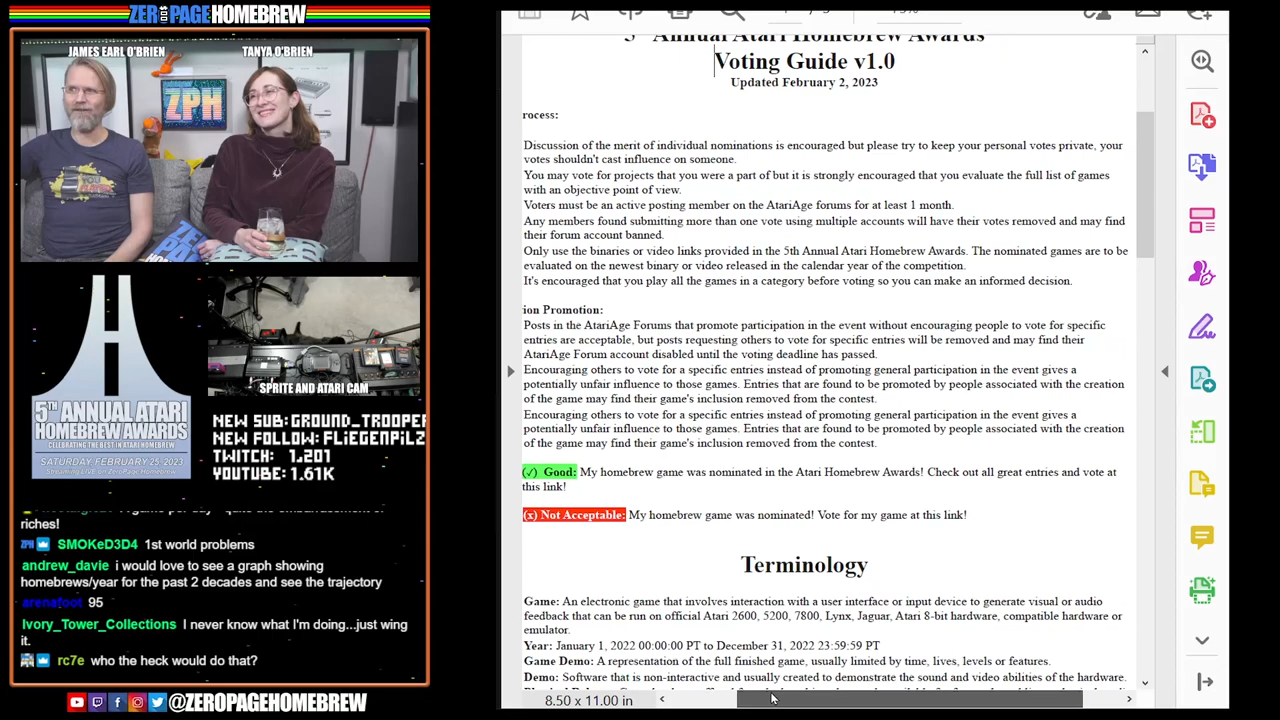 ZEROPAGEHOMEBREW
JAMES EARL O'BRIEN
TANYA O'BRIEN
ZPH
SPRITE AND ATARI CAM
5TH ANNUAL ATARI
HOMEBREW AWARDS
CELEBRATING THE BEST IN ATARI HOMEBREW
SATURDAY, FEBRUARY 25, 2023
Streaming LIVE on ZeroPage Homebrew
NEW SUB:GROUND_TROOPER
NEW FOLLOW:FLiEGENPiLZ
TWITCH: 1,201
YOUTUBE:1.61K
riches!
SMOKeD3D4 1st world problems
andrew_davie i would love to see a graph showing
homebrews/year for the past 2 decades and see the trajectory
arenafoot 95
Ivory_Tower_Collections I never know what I'm doing...just wing
it.
rc7e who the heck would do that?
@ZEROPAGEHOMEBREW
5 Annual Atari Homebrew Awards
Voting Guide v1.0
Updated February 2, 2023
rocess:
Discussion of the merit of individual nominations is encouraged but please try to keep your personal votes private, your
votes shouldn't cast influence on someone.
You may vote for projects that you were a part of but it is strongly encouraged that you evaluate the full list of games
with an objective point of view.
Voters must be an active posting member on the AtariAge forums for at least 1 month.
Any members found submitting more than one vote using multiple accounts will have their votes removed and may find
their forum account banned.
Only use the binaries or video links provided in the 5th Annual Atari Homebrew Awards. The nominated games are to be
evaluated on the newest binary or video released in the calendar year of the competition.
It's encouraged that you play all the games in a category before voting so you can make an informed decision.
ion Promotion:
Posts in the AtariAge Forums that promote participation in the event without encouraging people to vote for specific
entries are acceptable, but posts requesting others to vote for specific entries will be removed and may find their
AtariAge Forum account disabled until the voting deadline has passed.
Encouraging others to vote for a specific entries instead of promoting general participation in the event gives a
potentially unfair influence to those games. Entries that are found to be promoted by people associated with the creation
of the game may find their game's inclusion removed from the contest.
Encouraging others to vote for a specific entries instead of promoting general participation in the event gives a
potentially unfair influence to those games. Entries that are found to be promoted by people associated with the creation
of the game may find their game's inclusion removed from the contest.
(✓) Good: My homebrew game was nominated in the Atari Homebrew Awards! Check out all great entries and vote at
this link!
(x) Not Acceptable: My homebrew game was nominated! Vote for my game at this link!
Terminology
Game: An electronic game that involves interaction with a user interface or input device to generate visual or audio
feedback that can be run on official Atari 2600, 5200, 7800, Lynx, Jaguar, Atari 8-bit hardware, compatible hardware or
emulator.
Year: January 1, 2022 00:00:00 PT to December 31, 2022 23:59:59 PT
Game Demo: A representation of the full finished game, usually limited by time, lives, levels or features.
Demo: Software that is non-interactive and usually created to demonstrate the sound and video abilities of the hardware.
8.50 x 11.00 in